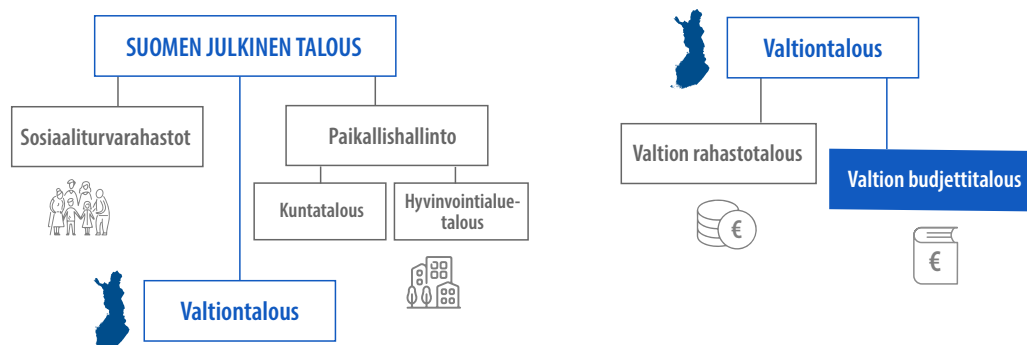 SUOMEN JULKINEN TALOUS
Sosiaaliturvarahastot
Paikallishallinto
Kuntatalous
Hyvinvointialue-
talous
Valtiontalous
Valtiontalous
Valtion rahastotalous
Valtion budjettitalous
€
€